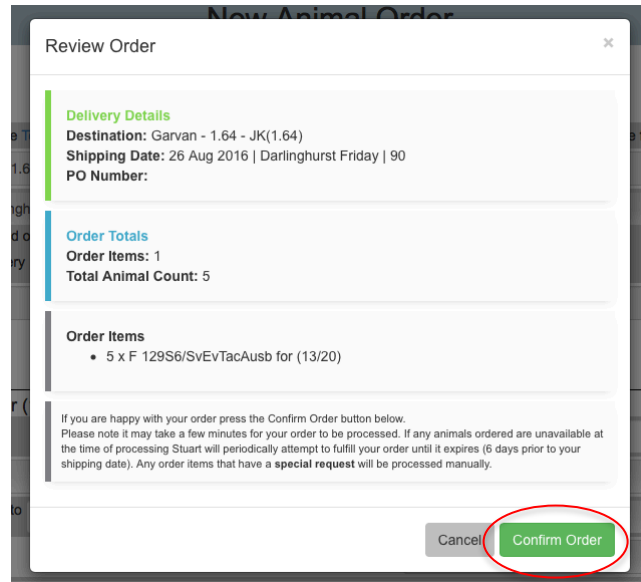 New Animal Order
Review Order ×
Delivery Details
Destination: Garvan - 1.64 - JK(1.64)
Shipping Date: 26 Aug 2016 | Darlinghurst Friday | 90
PO Number:
Order Totals
Order Items: 1
Total Animal Count: 5
Order Items
• 5 x F 129S6/SvEvTacAusb for (13/20)
If you are happy with your order press the Confirm Order button below.
Please note it may take a few minutes for your order to be processed. If any animals ordered are unavailable at
the time of processing Stuart will periodically attempt to fulfill your order until it expires (6 days prior to your
shipping date). Any order items that have a special request will be processed manually.
Cancel Confirm Order